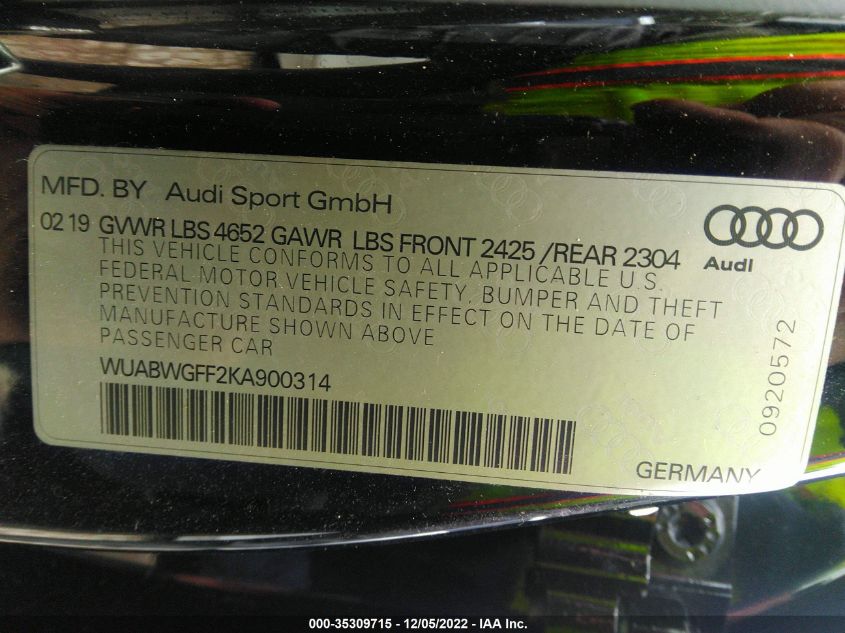 MFD. BY Audi Sport GmbH
02 19 GVWR LBS 4652 GAWR LBS FRONT 2425 /REAR 2304
THIS VEHICLE CONFORMS TO ALL APPLICABLE U.S.
FEDERAL MOTOR VEHICLE SAFETY, BUMPER AND THEFT
PREVENTION STANDARDS IN EFFECT ON THE DATE OF
MANUFACTURE SHOWN ABOVE
PASSENGER CAR
WUABWGFF2KA900314
Audi
0920572
GERMANY
000-35309715 - 12/05/2022 - IAA Inc.